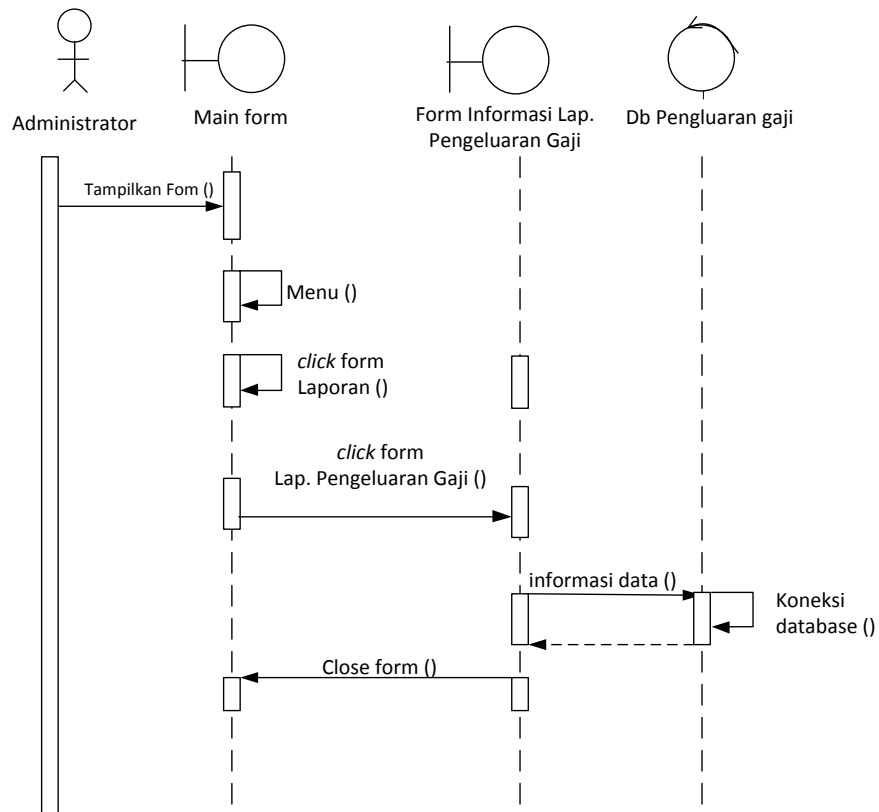 Administrator
Main form
Form Informasi Lap.
Pengeluaran Gaji
Db Pengluaran gaji
Tampilkan Fom ()
Menu ()
click form
Laporan ()
click form
Lap. Pengeluaran Gaji ()
informasi data ()
Koneksi
database ()
Close form ()